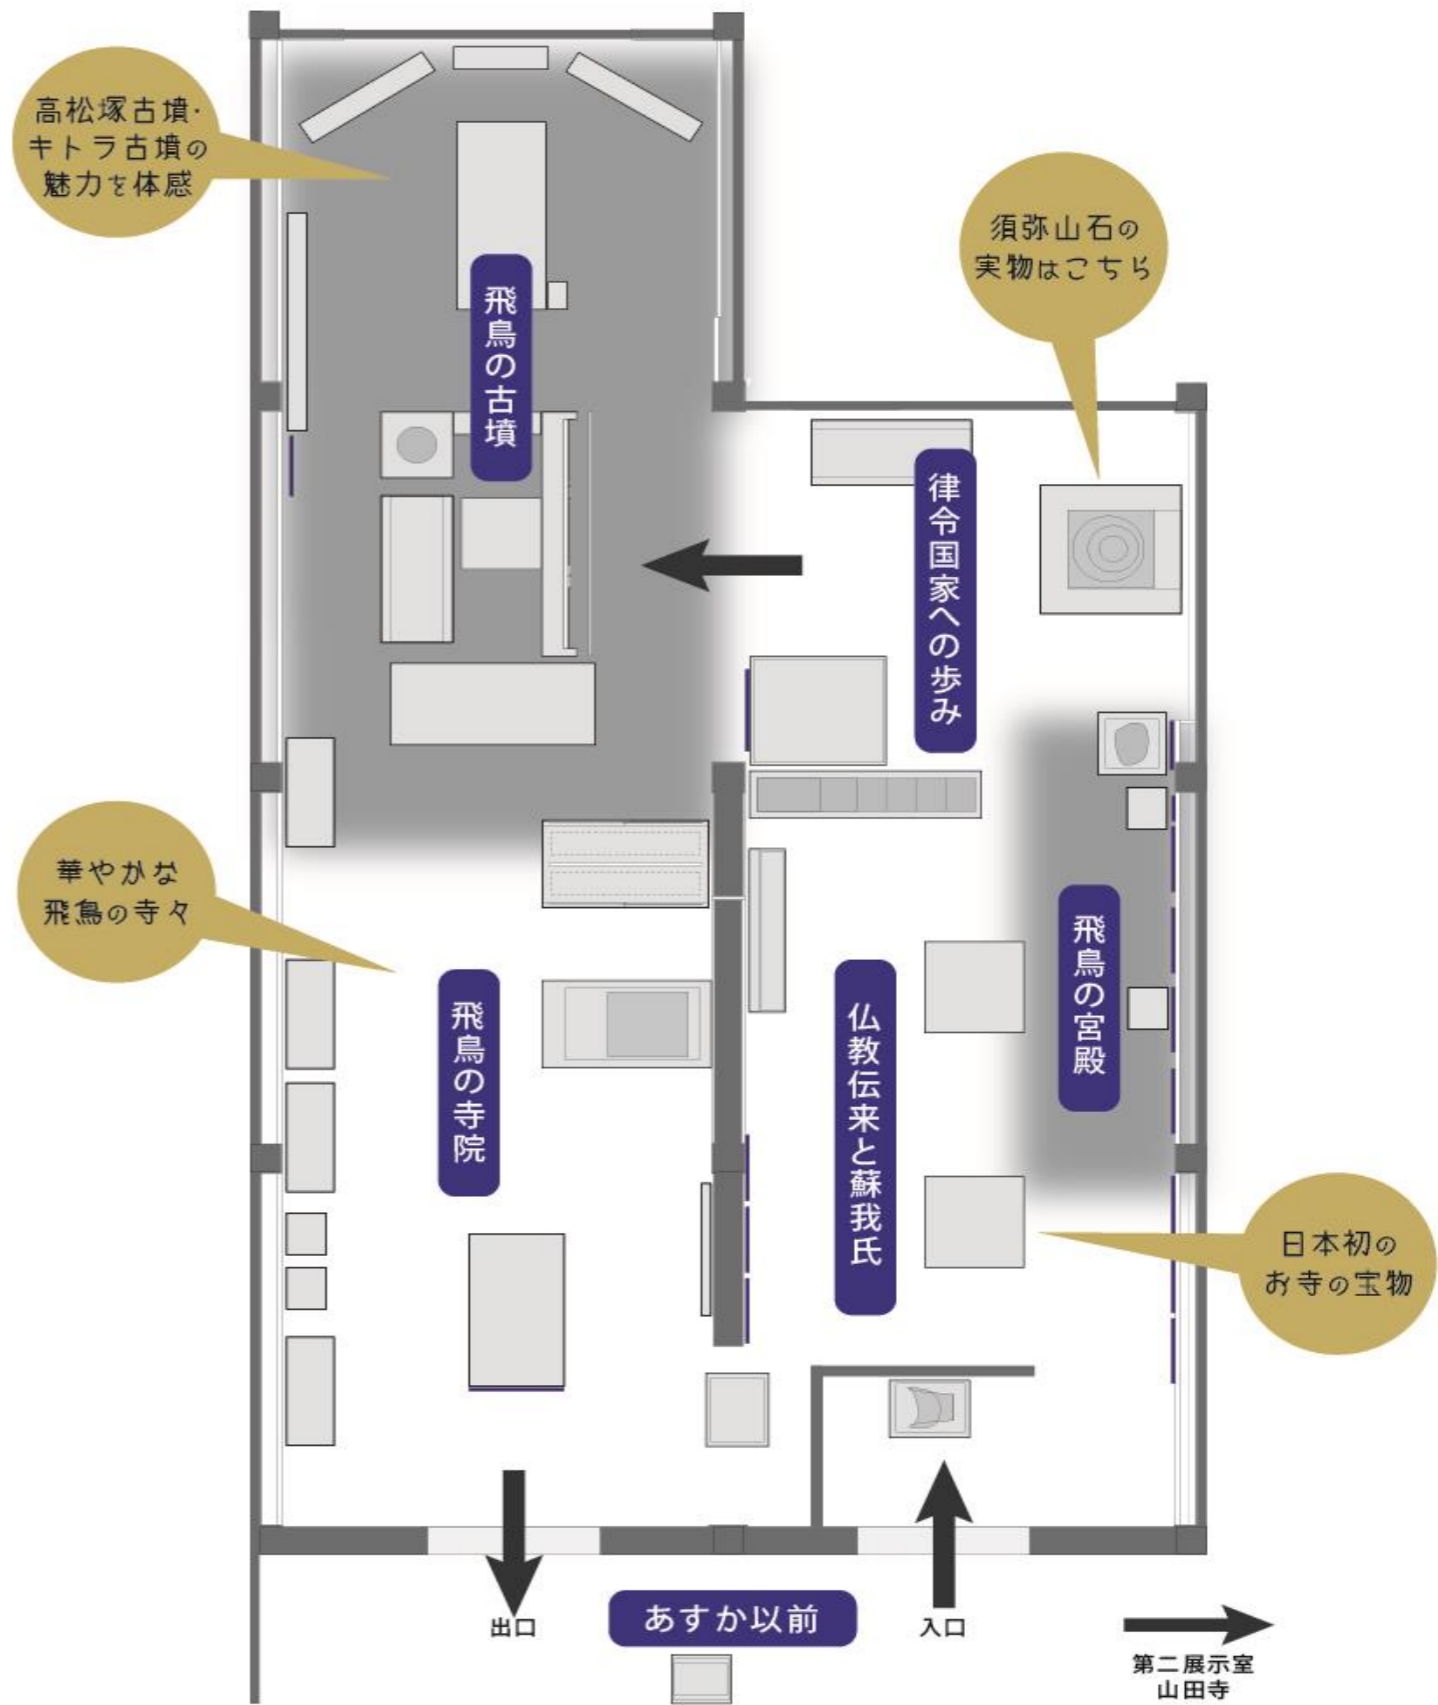 高松塚古墳・
キトラ古墳の
魅力を体感
須弥山石の
実物はこちら
飛鳥の古墳
律令国家への歩み
華やかな
飛鳥の寺々
飛鳥の宮殿
仏教伝来と蘇我氏
飛鳥の寺院
日本初の
お寺の宝物
出口
あすか以前
入口
第二展示室
山田寺